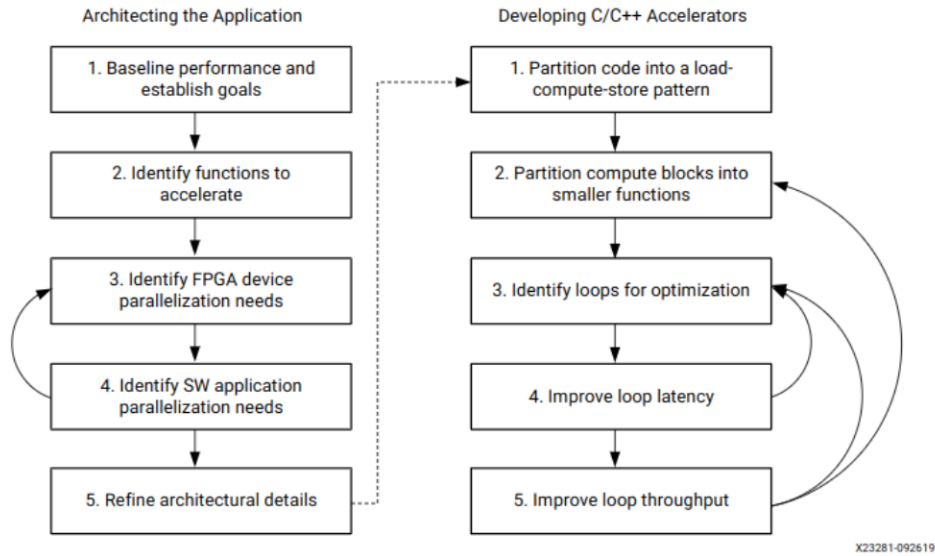 Architecting the Application
1. Baseline performance and
establish goals
2. Identify functions to
accelerate
3. Identify FPGA device
parallelization needs
4. Identify SW application
parallelization needs
5. Refine architectural details
Developing C/C++ Accelerators
1. Partition code into a load-
compute-store pattern
2. Partition compute blocks into
smaller functions
3. Identify loops for optimization
4. Improve loop latency
5. Improve loop throughput
X23281-092619